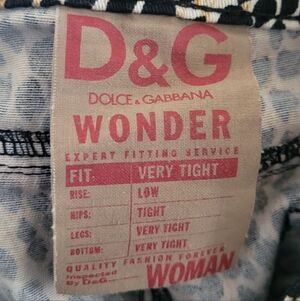 D&G
DOLCE & GABBANA
WONDER
EXPERT FITTING SERVICE
FIT: VERY TIGHT
RISE: LOW
HIPS: TIGHT
LEGS: VERY TIGHT
BOTTOM: VERY TIGHT
QUALITY FASHION FOREVER
Inspected
By D&G WOMAN